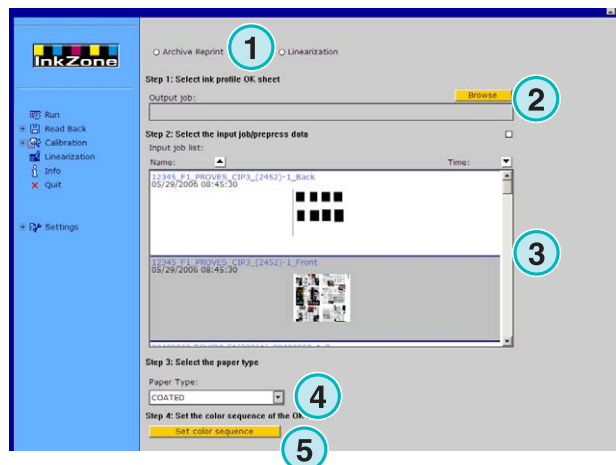 InkZone
Archive Reprint 1 Linearization
Step 1: Select ink profile OK sheet
Output job: Browse 2
Run
Read Back
Calibration
Linearization
Info
Quit
Settings
Step 2: Select the input job/prepress data
Input job list:
Name: Time:
12345_F1_PROVES_CIP3_(2452)-1_Back
05/29/2006 08:45:30
3
12345_F1_PROVES_CIP3_(2452)-1_Front
05/29/2006 08:45:30
Step 3: Select the paper type
Paper Type:
COATED 4
Step 4: Set the color sequence of the OK
Set color sequence
5